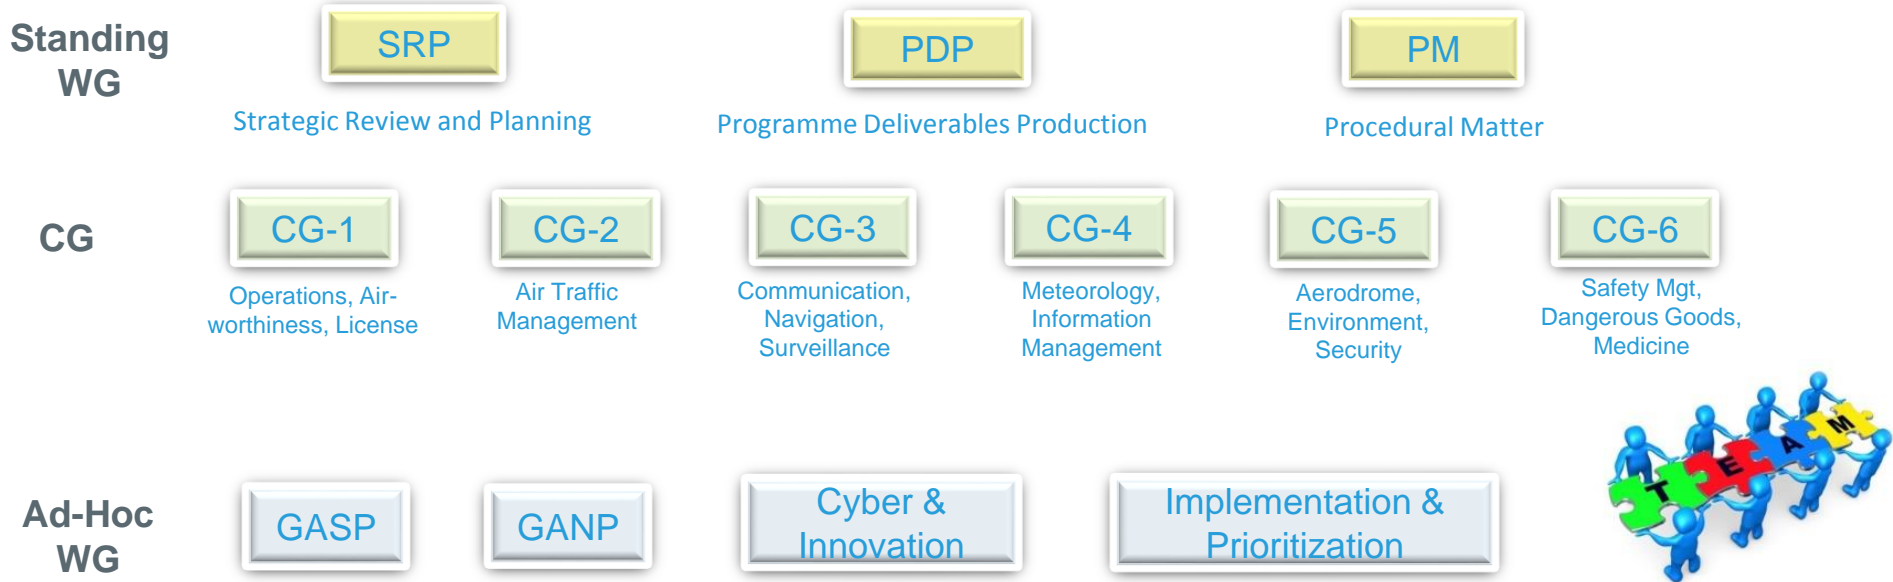 Standing
WG
SRP
PDP
PM
Strategic Review and Planning
Programme Deliverables Production
Procedural Matter
CG
CG-1
CG-2
CG-3
CG-4
CG-5
CG-6
Operations, Air-
worthiness, License
Air Traffic
Management
Communication,
Navigation,
Surveillance
Meteorology,
Information
Management
Aerodrome,
Environment,
Security
Safety Mgt,
Dangerous Goods,
Medicine
Ad-Hoc
WG
GASP
GANP
Cyber &
Innovation
Implementation &
Prioritization
TEAM